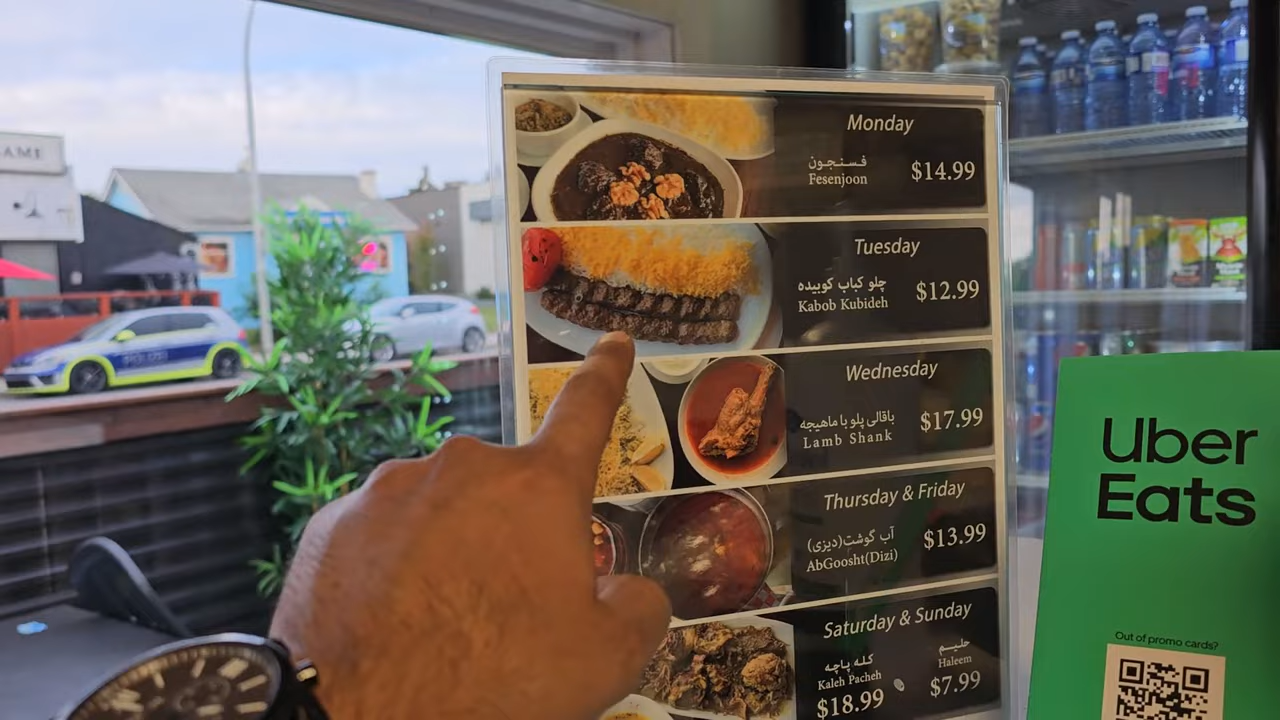 AME
POLIZEI
Monday
فسنجون
Fesenjoon
$14.99
Tuesday
چلو کباب کوبیده
Kabob Kubideh
$12.99
Wednesday
باقالی پلو با ماهیچه
Lamb Shank
$17.99
Thursday & Friday
آب گوشت(دیزی)
AbGoosht(Dizi)
$13.99
Saturday & Sunday
کله پاچه
Kaleh Pacheh
$18.99
حلیم
Haleem
$7.99
Uber
Eats
Out of promo cards?